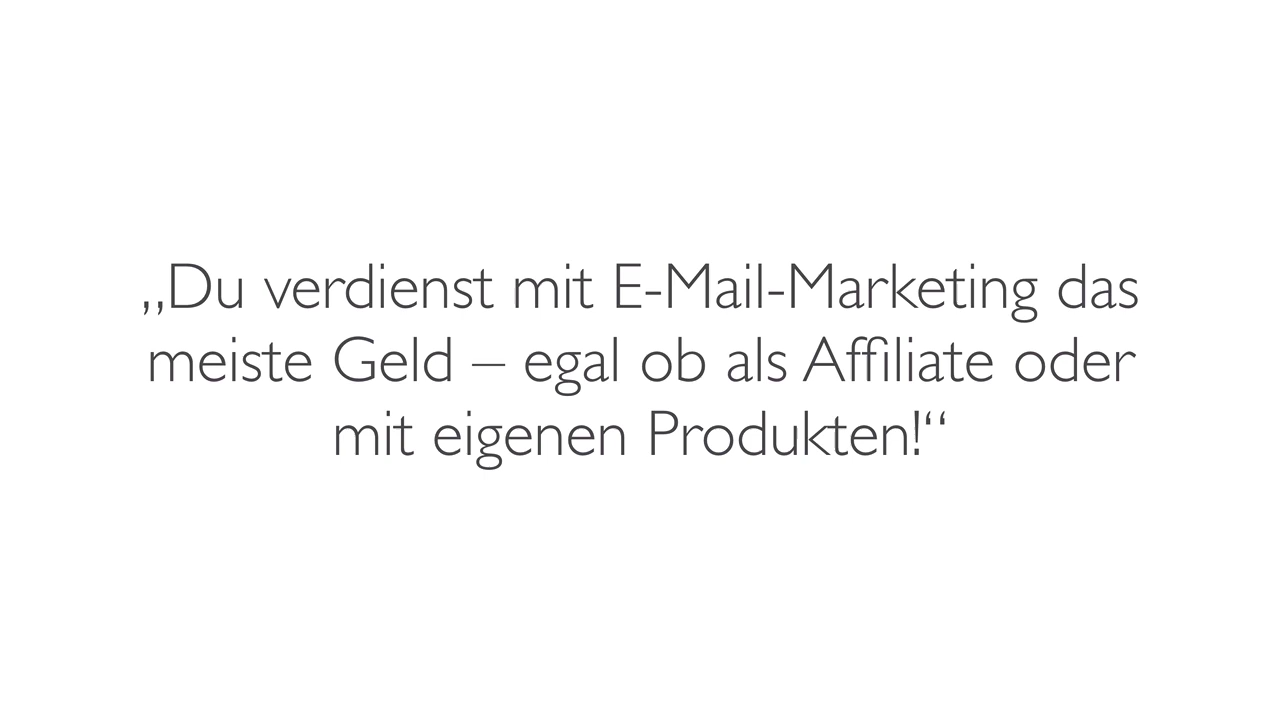 „Du verdienst mit E-Mail-Marketing das
meiste Geld – egal ob als Affiliate oder
mit eigenen Produkten!“